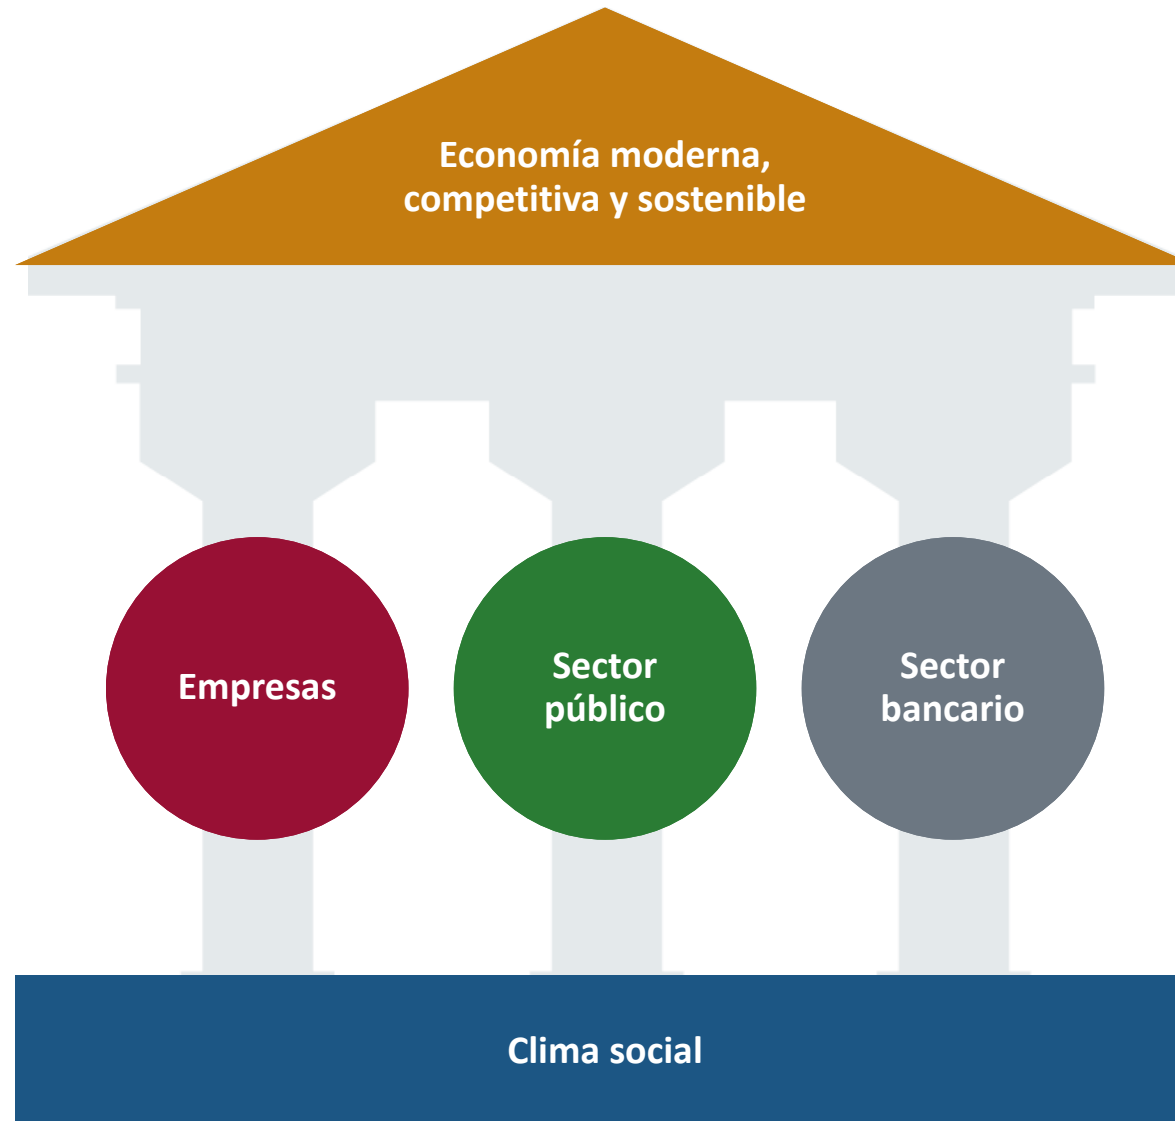 Economía moderna,
competitiva y sostenible
Empresas
Sector
público
Sector
bancario
Clima social